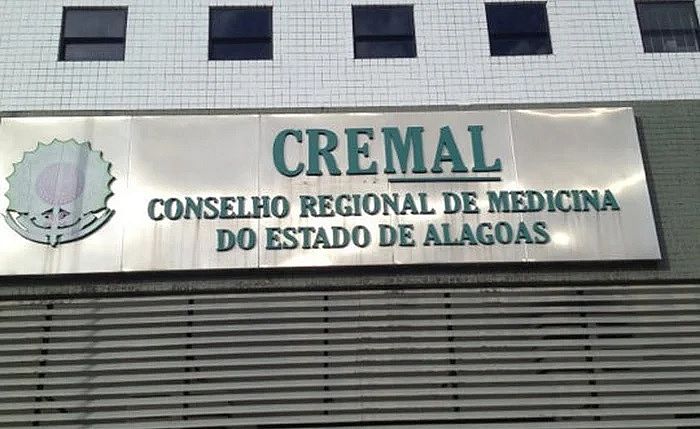 CREMAL
CONSELHO REGIONAL DE MEDICINA
DO ESTADO DE ALAGOAS